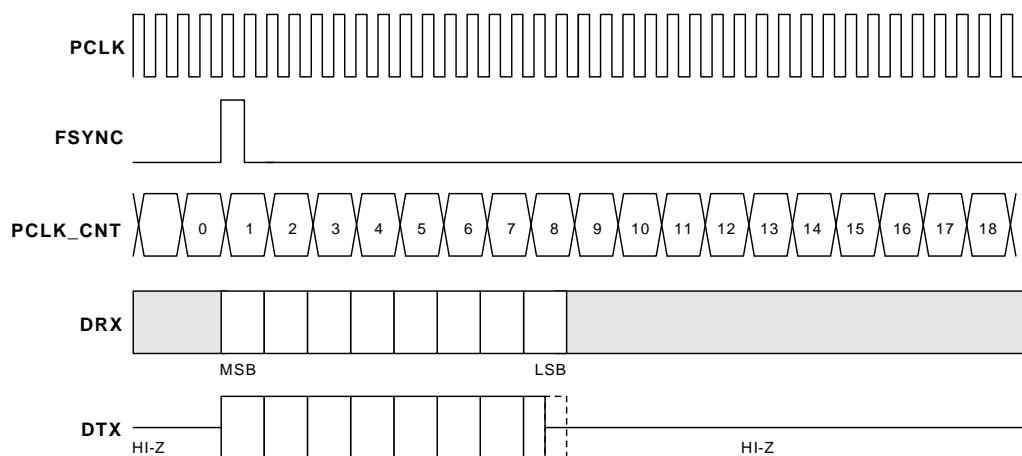 PCLK
FSYNC
PCLK_CNT 0 1 2 3 4 5 6 7 8 9 10 11 12 13 14 15 16 17 18
DRX
MSB LSB
DTX
HI-Z HI-Z